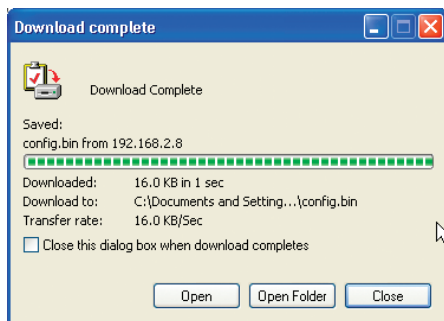 Download complete
Download Complete
Saved:
config.bin from 192.168.2.8
Downloaded: 16.0 KB in 1 sec
Download to: C:\Documents and Setting...\config.bin
Transfer rate: 16.0 KB/Sec
Close this dialog box when download completes
Open Open Folder Close